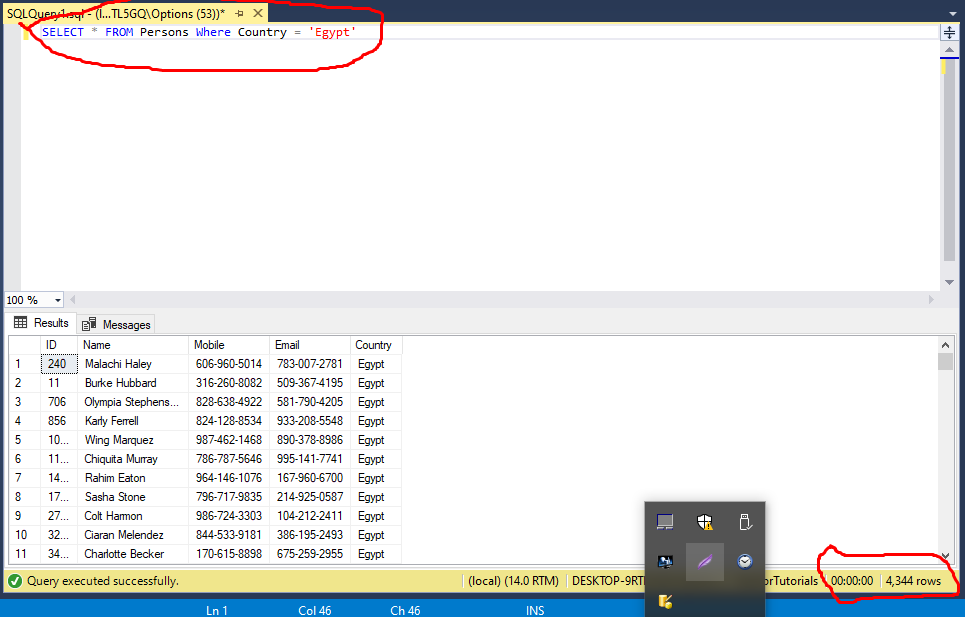 SQLQuery1.sql - (l...TL5GQ\Options (53))*
SELECT * FROM Persons Where Country = 'Egypt'
100 %
Results Messages
ID Name Mobile Email Country
1 240 Malachi Haley 606-960-5014 783-007-2781 Egypt
2 11 Burke Hubbard 316-260-8082 509-367-4195 Egypt
3 706 Olympia Stephens... 828-638-4922 581-790-4205 Egypt
4 856 Karly Ferrell 824-128-8534 933-208-5548 Egypt
5 10... Wing Marquez 987-462-1468 890-378-8986 Egypt
6 11... Chiquita Murray 786-787-5646 995-141-7741 Egypt
7 14... Rahim Eaton 964-146-1076 167-960-6700 Egypt
8 17... Sasha Stone 796-717-9835 214-925-0587 Egypt
9 27... Colt Harmon 986-724-3303 104-212-2411 Egypt
10 32... Ciaran Melendez 844-533-9181 386-195-2493 Egypt
11 34... Charlotte Becker 170-615-8898 675-259-2955 Egypt
Query executed successfully. (local) (14.0 RTM) DESKTOP-9RT orTutorials 00:00:00 4,344 rows
Ln 1 Col 46 Ch 46 INS